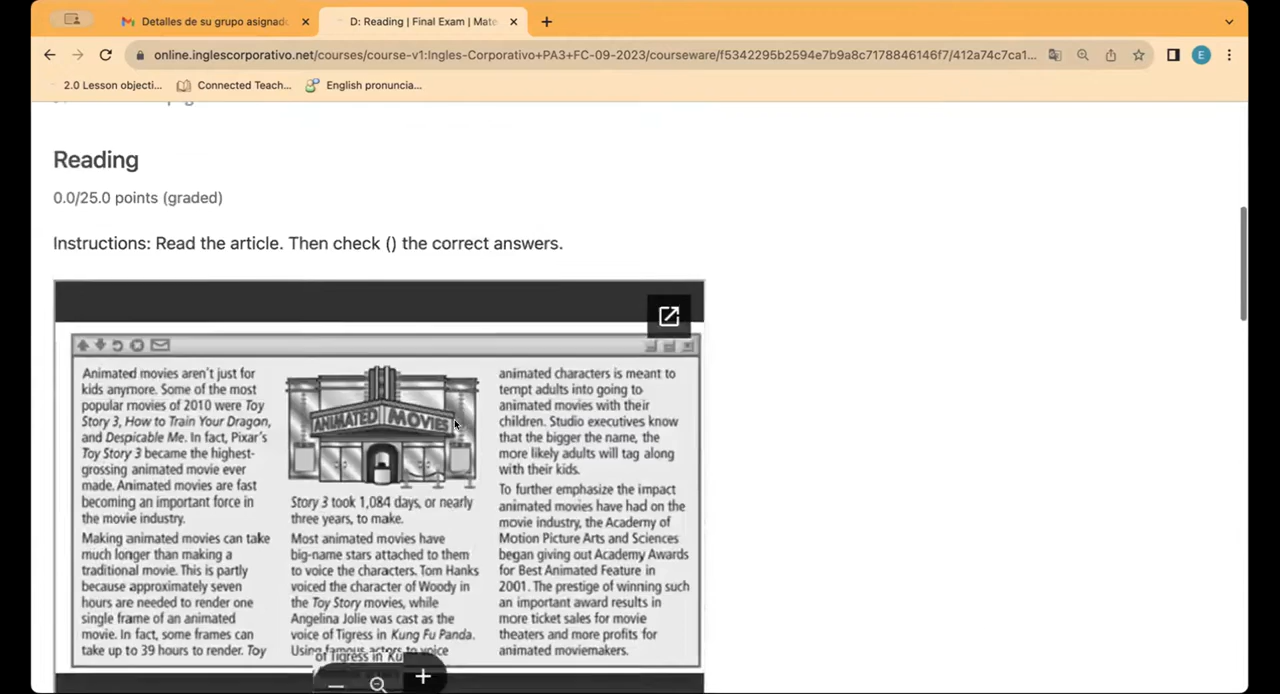 Detalles de su grupo asignado
D: Reading | Final Exam | Mate
online.inglescorporativo.net/courses/course-v1:Ingles-Corporativo+PA3+FC-09-2023/courseware/f5342295b2594e7b9a8c7178846146f7/412a74c7ca1...
E
2.0 Lesson objecti...
Connected Teach...
English pronuncia...
Reading
0.0/25.0 points (graded)
Instructions: Read the article. Then check () the correct answers.
Animated movies aren't just for
kids anymore. Some of the most
popular movies of 2010 were Toy
Story 3, How to Train Your Dragon,
and Despicable Me. In fact, Pixar's
Toy Story 3 became the highest-
grossing animated movie ever
made. Animated movies are fast
becoming an important force in
the movie industry.
Making animated movies can take
much longer than making a
traditional movie. This is partly
because approximately seven
hours are needed to render one
single frame of an animated
movie. In fact, some frames can
take up to 39 hours to render. Toy
ANIMATED MOVIES
Story 3 took 1,084 days, or nearly
three years, to make.
Most animated movies have
big-name stars attached to them
to voice the characters. Tom Hanks
voiced the character of Woody in
the Toy Story movies, while
Angelina Jolie was cast as the
voice of Tigress in Kung Fu Panda.
Using famous actors to voice
of Tigress in Ku
animated characters is meant to
tempt adults into going to
animated movies with their
children. Studio executives know
that the bigger the name, the
more likely adults will tag along
with their kids.
To further emphasize the impact
animated movies have had on the
movie industry, the Academy of
Motion Picture Arts and Sciences
began giving out Academy Awards
for Best Animated Feature in
2001. The prestige of winning such
an important award results in
more ticket sales for movie
theaters and more profits for
animated moviemakers.